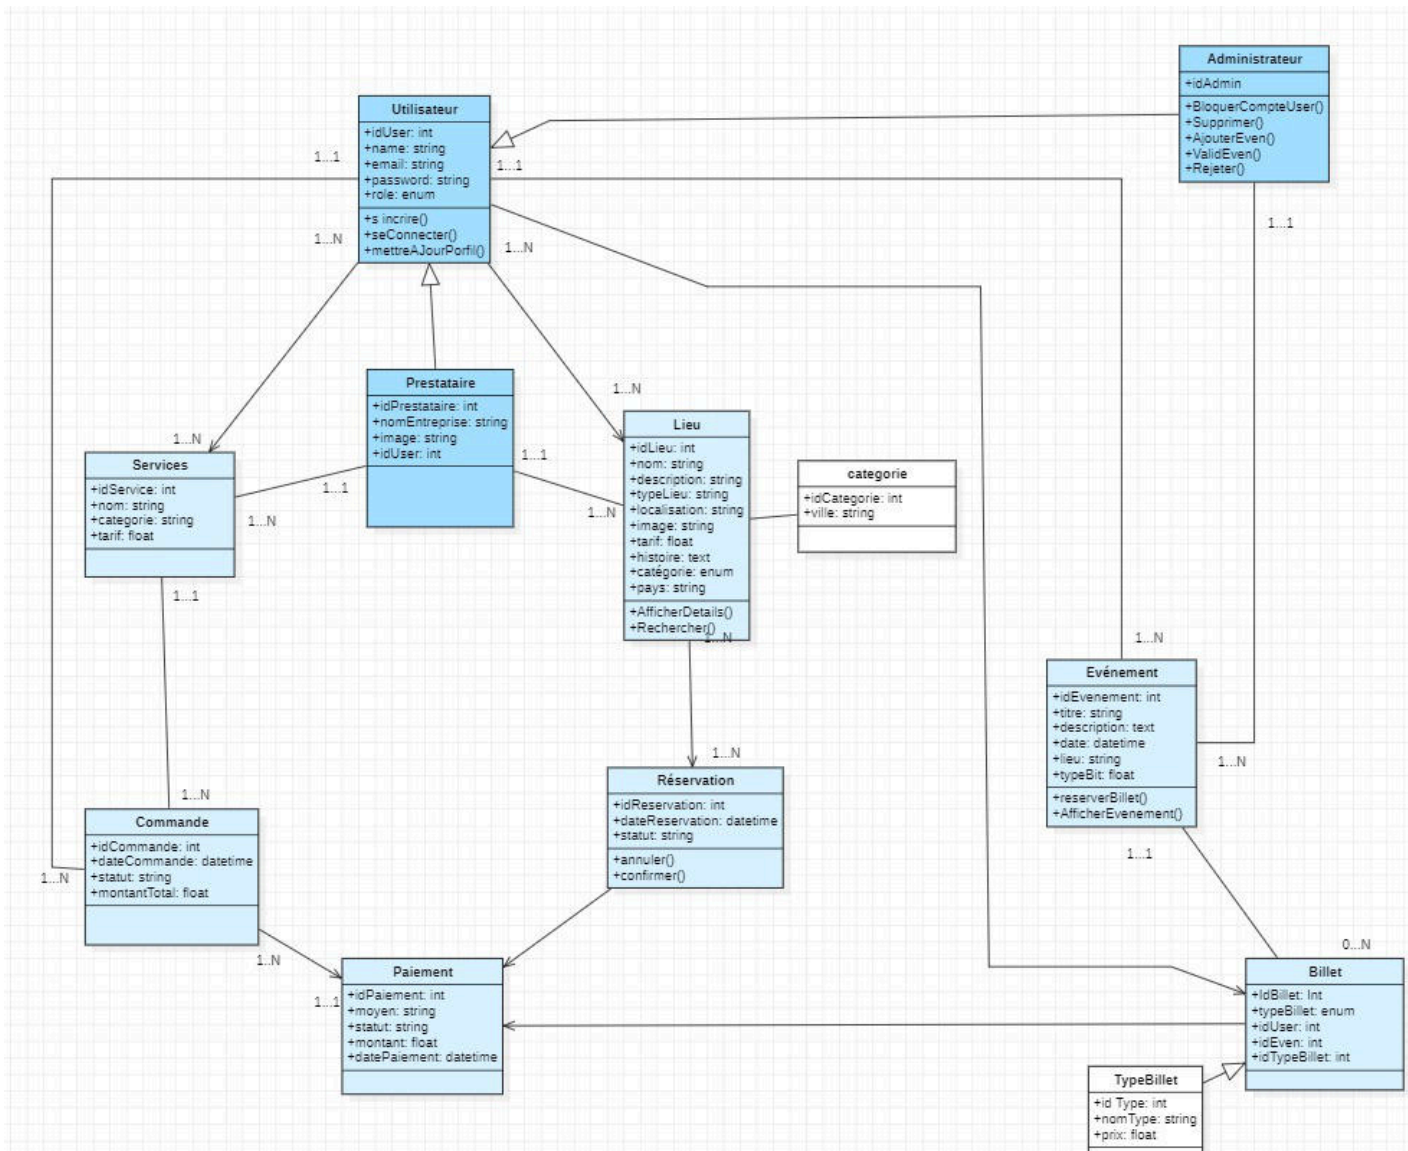 Administrateur
+idAdmin
+BloquerCompteUser()
+Supprimer()
+AjouterEven()
+ValidEven()
+Rejeter()
1...1
Utilisateur
+idUser: int
+name: string
+email: string
+password: string
+role: enum
+s incrire()
+seConnecter()
+mettreAJourPorfil()
1...1
1...1
1...N
1...N
Prestataire
+idPrestataire: int
+nomEntreprise: string
+image: string
+idUser: int
1...1
1...1
1...N
Services
+idService: int
+nom: string
+categorie: string
+tarif: float
1...N
1...1
1...N
Lieu
+idLieu: int
+nom: string
+description: string
+typeLieu: string
+localisation: string
+image: string
+tarif: float
+histoire: text
+catégorie: enum
+pays: string
+AfficherDetails()
+Rechercher()
1...N
1...N
categorie
+idCategorie: int
+ville: string
1...N
Evénement
+idEvenement: int
+titre: string
+description: text
+date: datetime
+lieu: string
+typeBit: float
+reserverBillet()
+AfficherEvenement()
1...N
1...1
1...N
Réservation
+idReservation: int
+dateReservation: datetime
+statut: string
+annuler()
+confirmer()
1...N
Commande
+idCommande: int
+dateCommande: datetime
+statut: string
+montantTotal: float
1...N
1..N
1...1
Paiement
+idPaiement: int
+moyen: string
+statut: string
+montant: float
+datePaiement: datetime
0...N
Billet
+IdBillet: Int
+typeBillet: enum
+idUser: int
+idEven: int
+idTypeBillet: int
TypeBillet
+id Type: int
+nomType: string
+prix: float